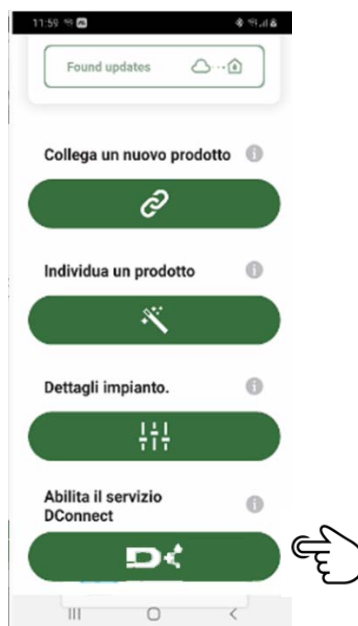 11:59
Found updates
Collega un nuovo prodotto
Individua un prodotto
Dettagli impianto.
Abilita il servizio
DConnect
D